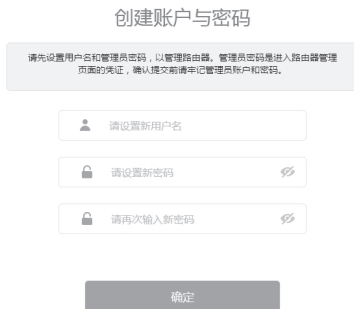 创建账户与密码
请先设置用户名和管理员密码，以管理路由器。管理员密码是进入路由器管理
页面的凭证，确认提交前请牢记管理员账户和密码。
请设置新用户名
请设置新密码
请再次输入新密码
确定